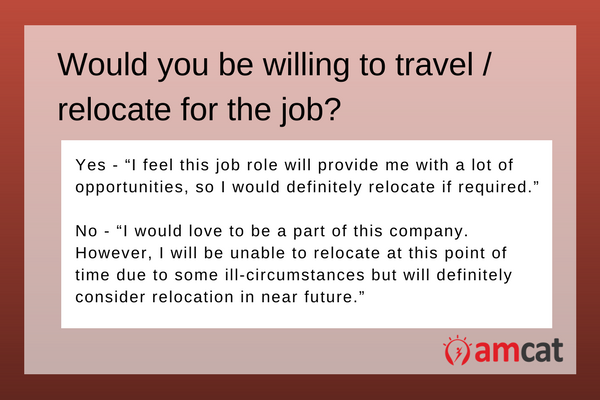 Would you be willing to travel /
relocate for the job?
Yes - “I feel this job role will provide me with a lot of
opportunities, so I would definitely relocate if required.”
No - “I would love to be a part of this company.
However, I will be unable to relocate at this point of
time due to some ill-circumstances but will definitely
consider relocation in near future.”
amcat